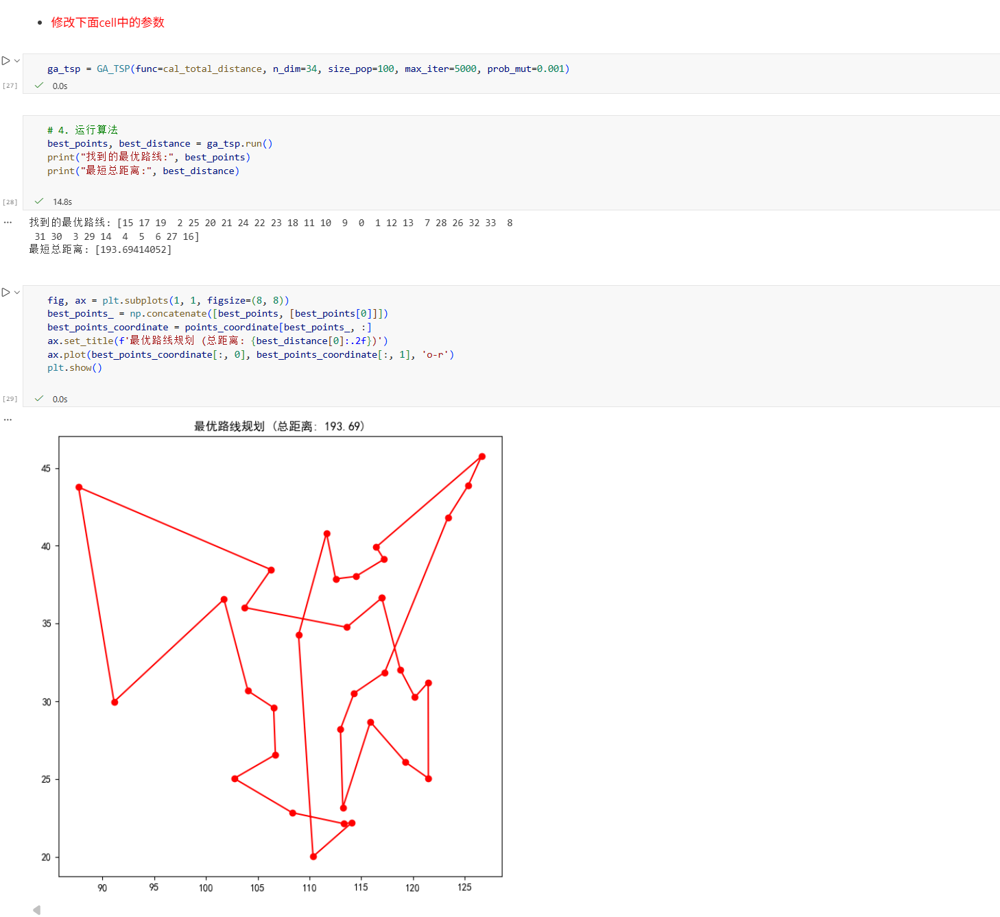 修改下面cell中的参数
ga_tsp = GA_TSP(func=cal_total_distance, n_dim=34, size_pop=100, max_iter=5000, prob_mut=0.001)
[27]
0.0s
# 4. 运行算法
best_points, best_distance = ga_tsp.run()
print("找到的最优路线:", best_points)
print("最短总距离:", best_distance)
[28]
14.8s
找到的最优路线: [15 17 19  2 25 20 21 24 22 23 18 11 10  9  0  1 12 13  7 28 26 32 33  8
 31 30  3 29 14  4  5  6 27 16]
最短总距离: [193.69414052]
fig, ax = plt.subplots(1, 1, figsize=(8, 8))
best_points_ = np.concatenate([best_points, [best_points[0]]])
best_points_coordinate = points_coordinate[best_points_, :]
ax.set_title(f'最优路线规划 (总距离: {best_distance[0]:.2f})')
ax.plot(best_points_coordinate[:, 0], best_points_coordinate[:, 1], 'o-r')
plt.show()
[29]
0.0s
最优路线规划 (总距离: 193.69)
45
40
35
30
25
20
90 95 100 105 110 115 120 125